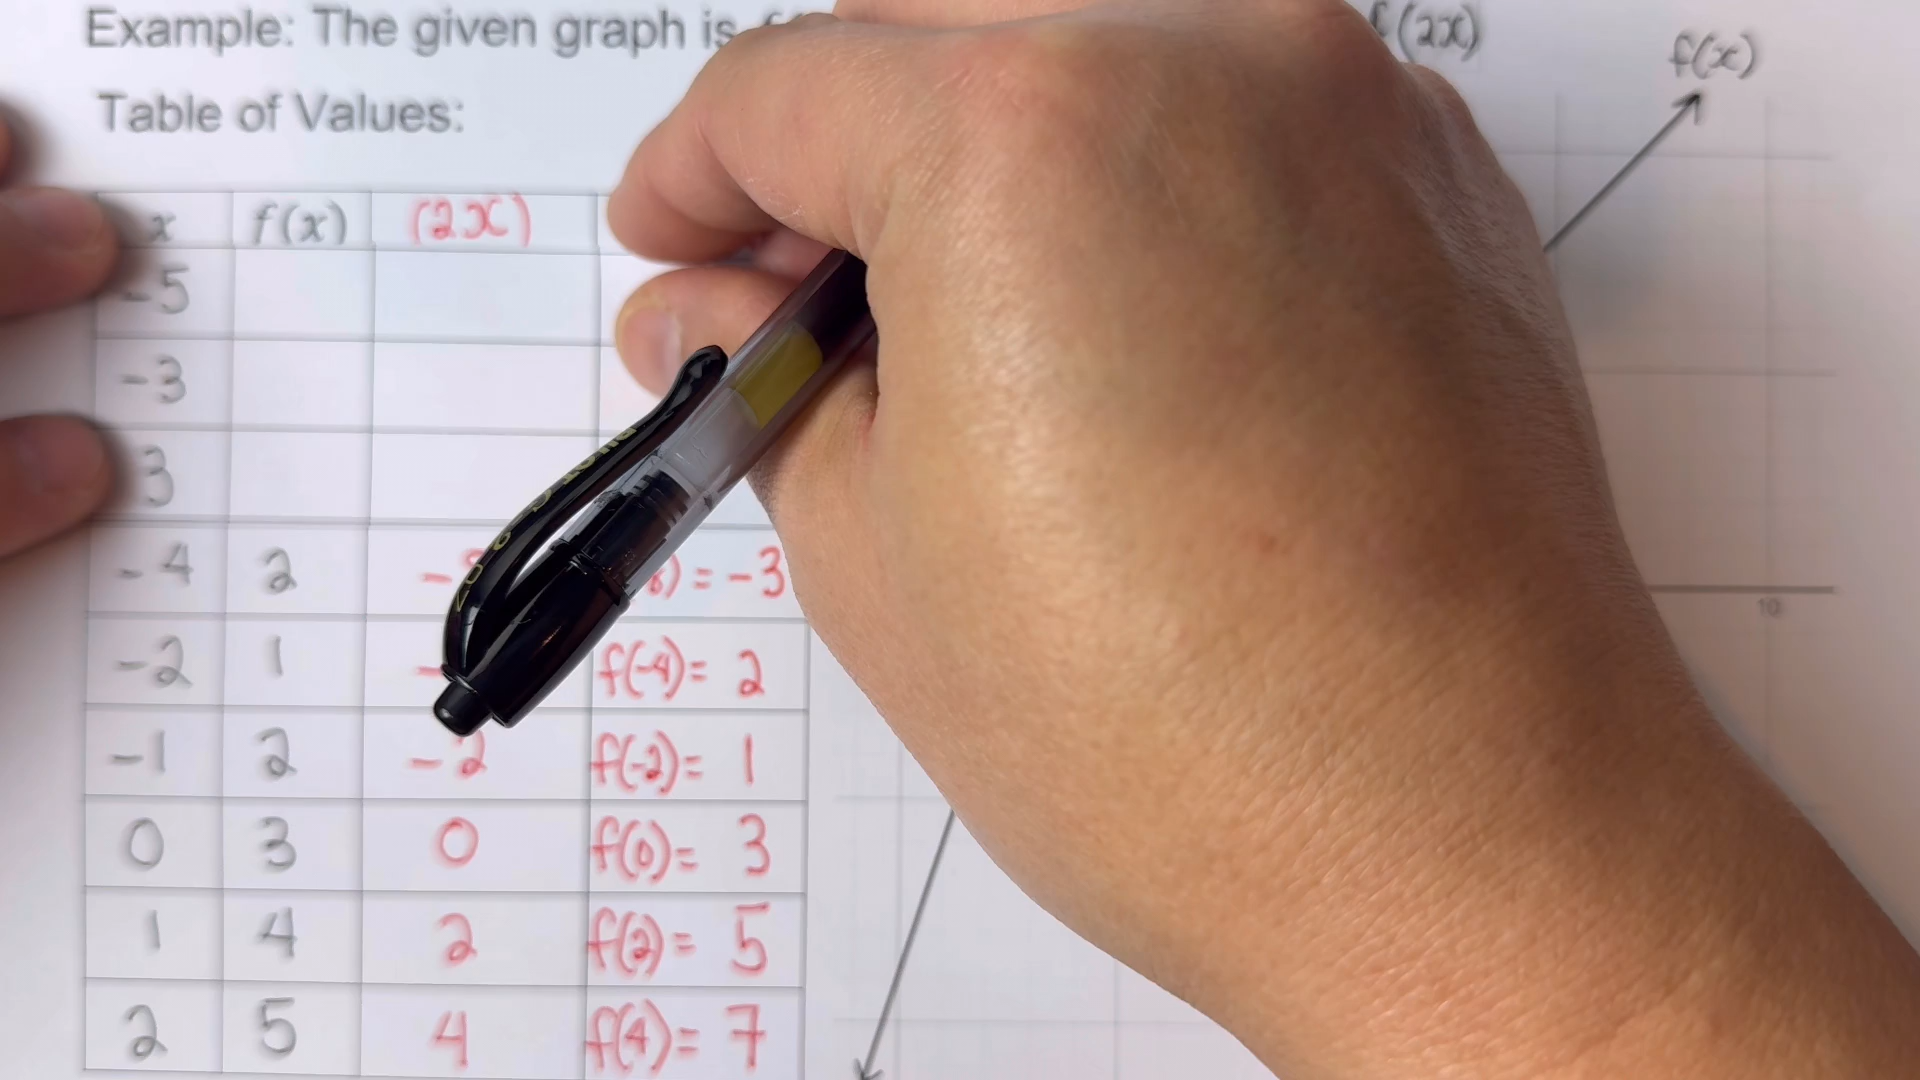 Example: The given graph is f(2x)
f(x)
Table of Values:
x f(x) (2x)
-5
-3
3
-4 2 = -3
-2 1 f(-4) = 2
-1 2 -2 f(-2) = 1
0 3 0 f(0) = 3
1 4 2 f(2) = 5
2 5 4 f(4) = 7
10